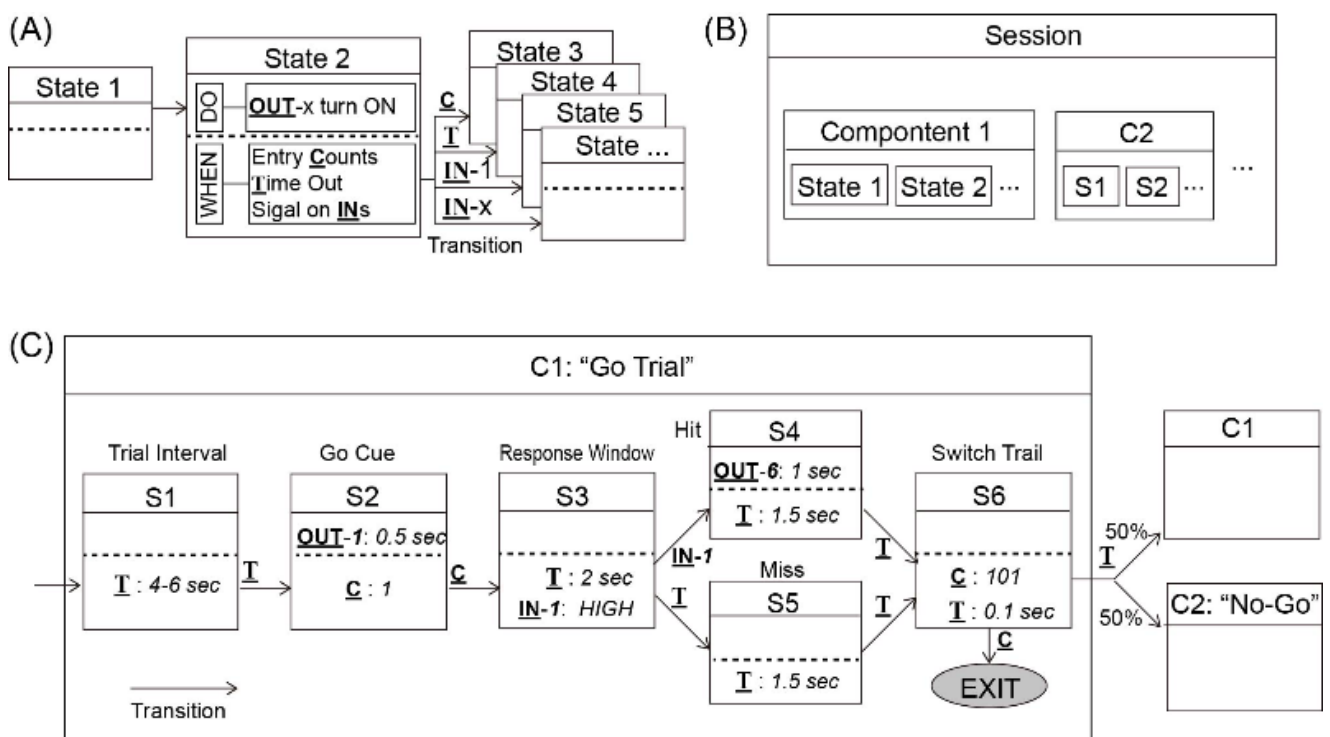 (A)
State 1
State 2
DO
OUT-x turn ON
WHEN
Entry Counts
Time Out
Sigal on INs
C
T
IN-1
IN-x
Transition
State 3
State 4
State 5
State ...
(B)
Session
Compontent 1
State 1
State 2
...
C2
S1
S2
...
...
(C)
C1: “Go Trial”
Trial Interval
S1
T : 4-6 sec
T
Go Cue
S2
OUT-1: 0.5 sec
C : 1
C
Response Window
S3
T : 2 sec
IN-1: HIGH
IN-1
T
Hit
S4
OUT-6: 1 sec
T : 1.5 sec
T
Miss
S5
T : 1.5 sec
T
Switch Trail
S6
C : 101
T : 0.1 sec
C
EXIT
T
50%
50%
C1
C2: “No-Go”
Transition